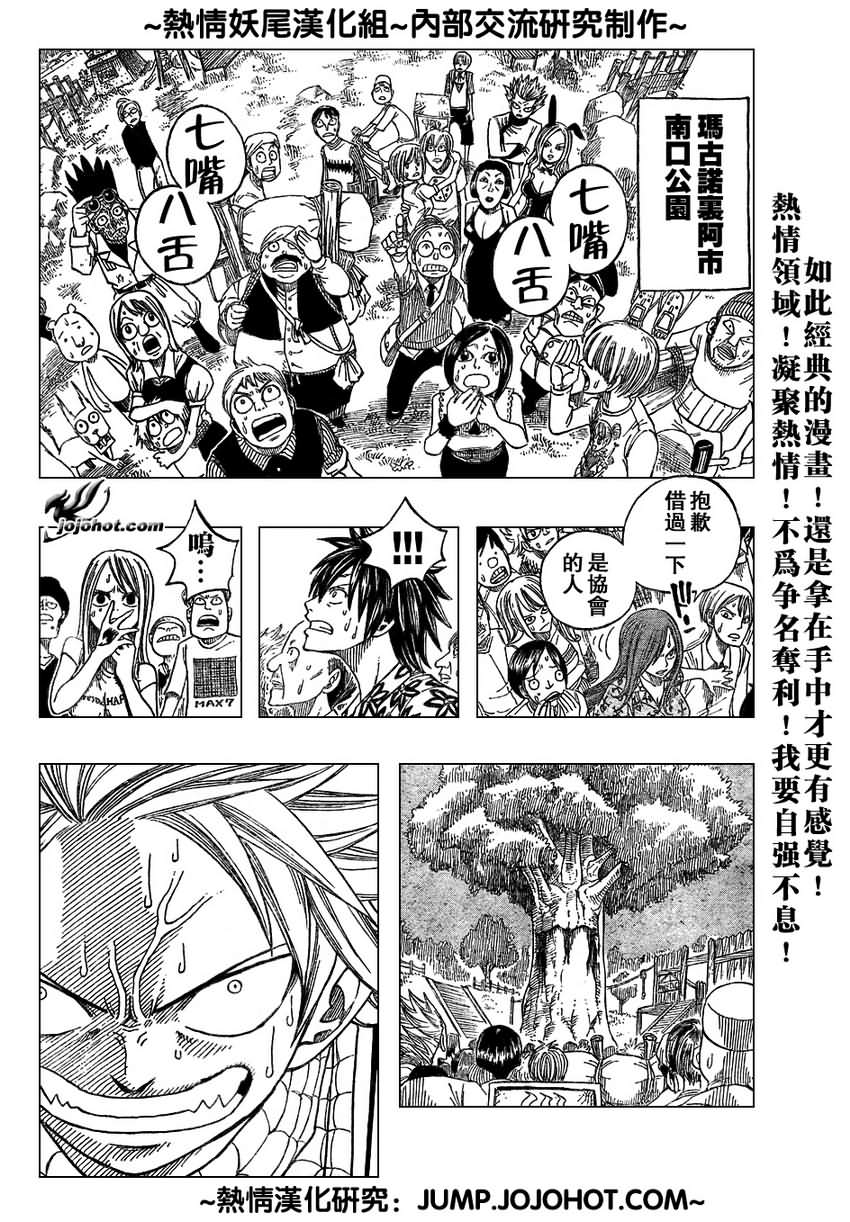 ~熱情妖尾漢化組~內部交流研究制作~
瑪古諾裏阿市
南口公園
七嘴
八舌
七嘴
八舌
如此經典的漫畫！還是拿在手中才更有感覺！
熱情領域！凝聚熱情！不爲争名奪利！我要自强不息！
抱歉
借過一下
是協會
的人
!!!
嗚…
MAX7
jojohot.com
~熱情漢化研究：JUMP.JOJOHOT.COM~